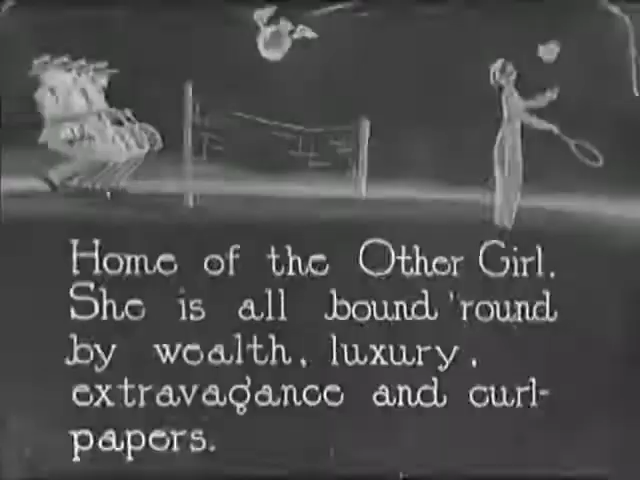 Home of the Other Girl.
She is all bound 'round
by wealth, luxury,
extravagance and curl-
papers.